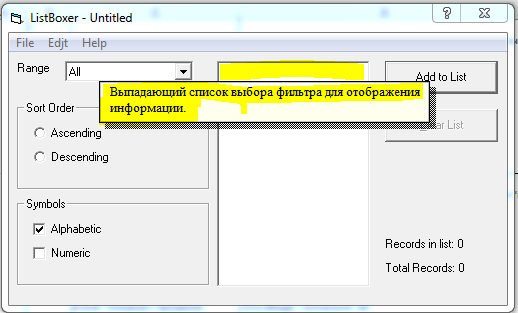 ListBoxer - Untitled
File Edjt Help
Range All
Add to List
Выпадающий список выбора фильтра для отображения
информации.
List
Sort Order
Ascending
Descending
Symbols
Alphabetic
Numeric
Records in list: 0
Total Records: 0